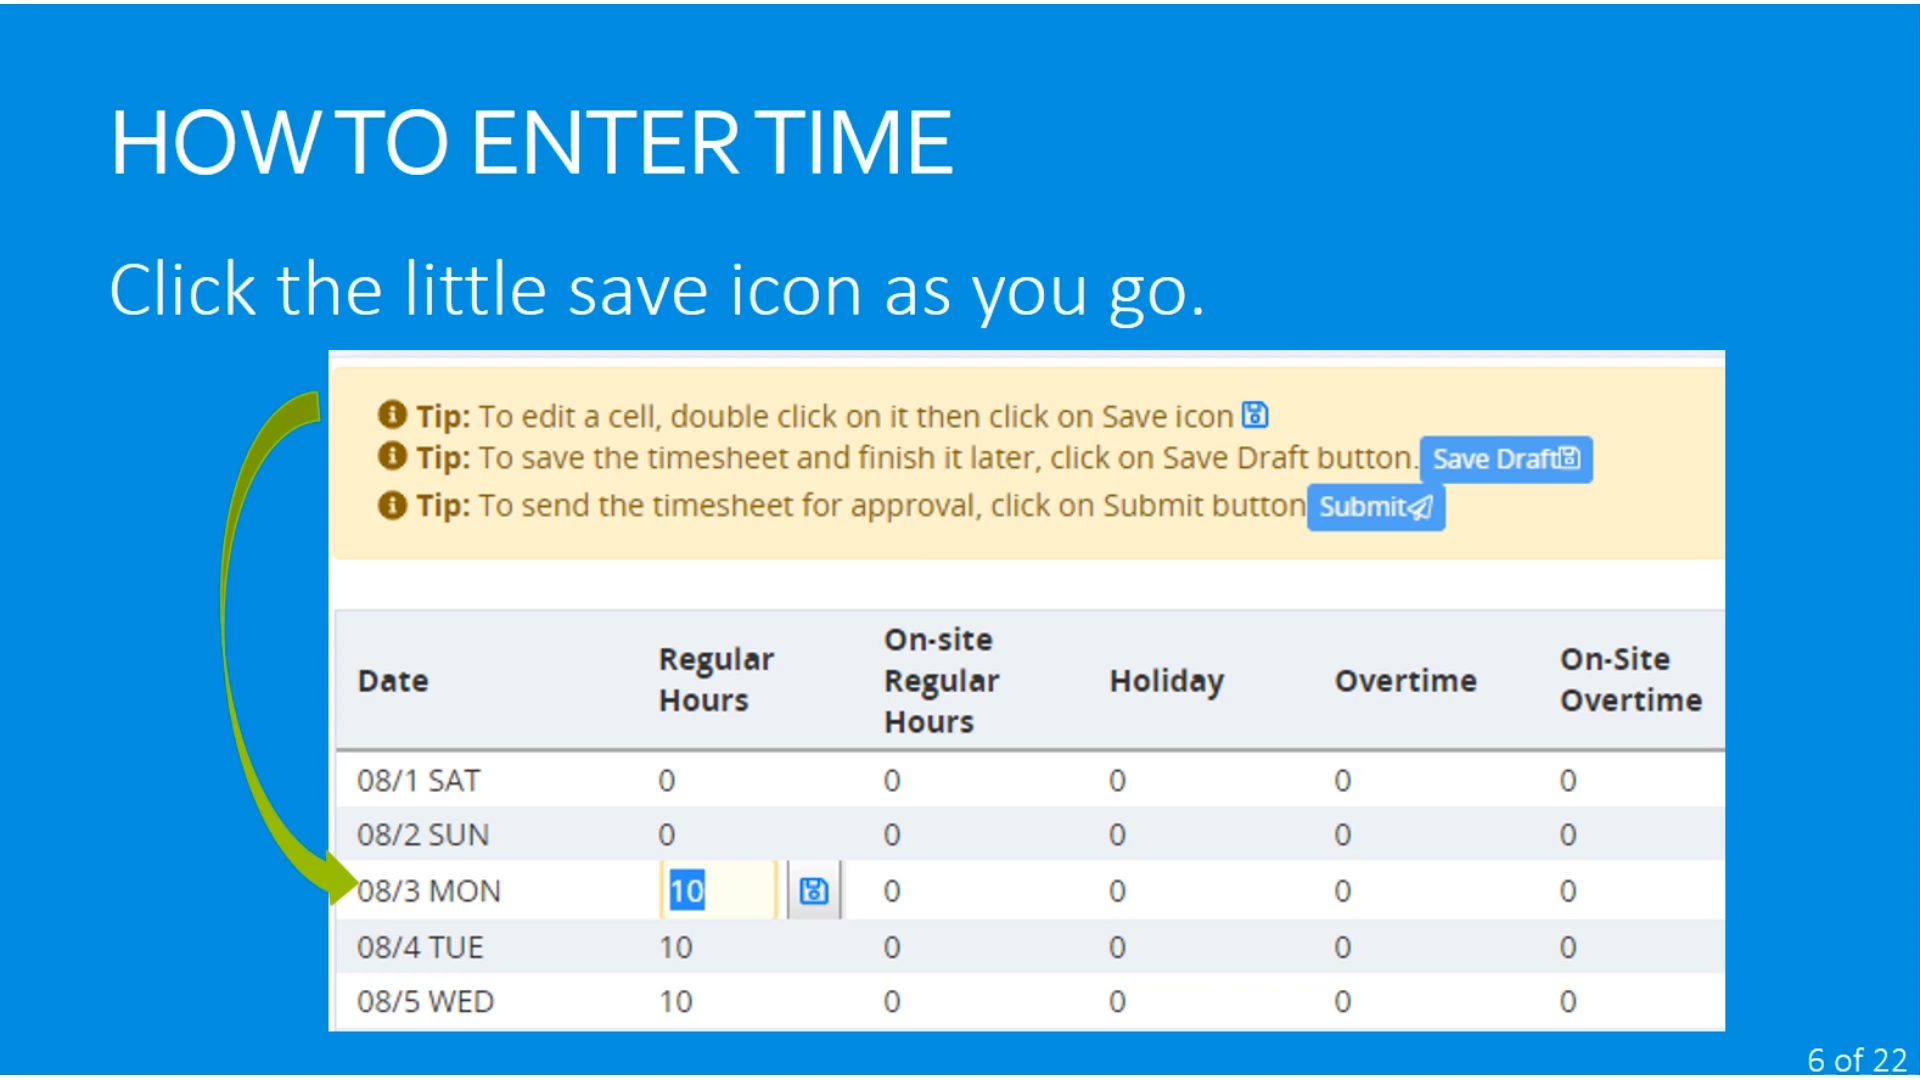 HOW TO ENTER TIME
Click the little save icon as you go.
Tip: To edit a cell, double click on it then click on Save icon
Tip: To save the timesheet and finish it later, click on Save Draft button. Save Draft
Tip: To send the timesheet for approval, click on Submit button Submit
Date Regular Hours On-site Regular Hours Holiday Overtime On-Site Overtime
08/1 SAT 0 0 0 0 0
08/2 SUN 0 0 0 0 0
08/3 MON 10 0 0 0 0
08/4 TUE 10 0 0 0 0
08/5 WED 10 0 0 0 0
6 of 22